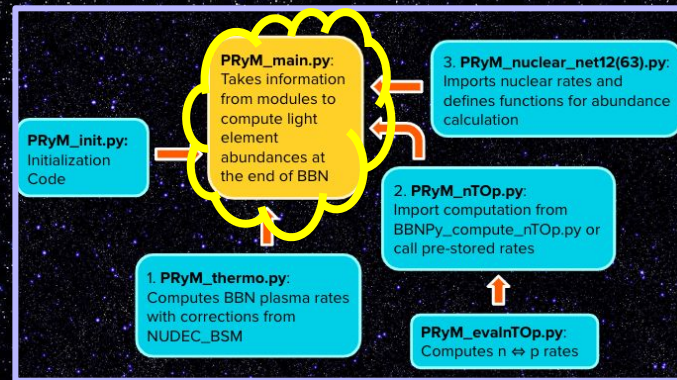 PRyM_main.py:
Takes information
from modules to
compute light
element
abundances at
the end of BBN
3. PRyM_nuclear_net12(63).py:
Imports nuclear rates and
defines functions for abundance
calculation
PRyM_init.py:
Initialization
Code
2. PRyM_nTOp.py:
Import computation from
BBNPy_compute_nTOp.py or
call pre-stored rates
1. PRyM_thermo.py:
Computes BBN plasma rates
with corrections from
NUDEC_BSM
PRyM_evalnTOp.py:
Computes n ⇔ p rates